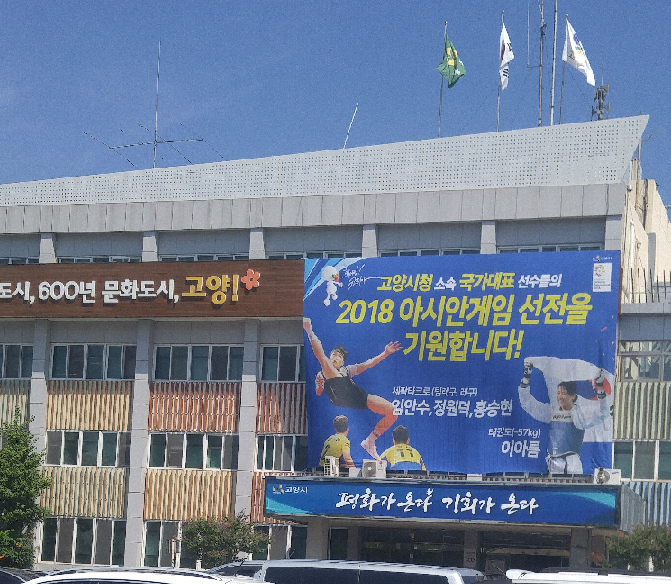 도시, 600년 문화도시, 고양!
고양시청 소속 국가대표 선수들의
2018 아시안게임 선전을
기원합니다!
세팍타크로(팀레구, 레구)
임안수, 정원덕, 홍승현
태권도(-57kg)
이아름
고양시
평화가 온다 기회가 온다